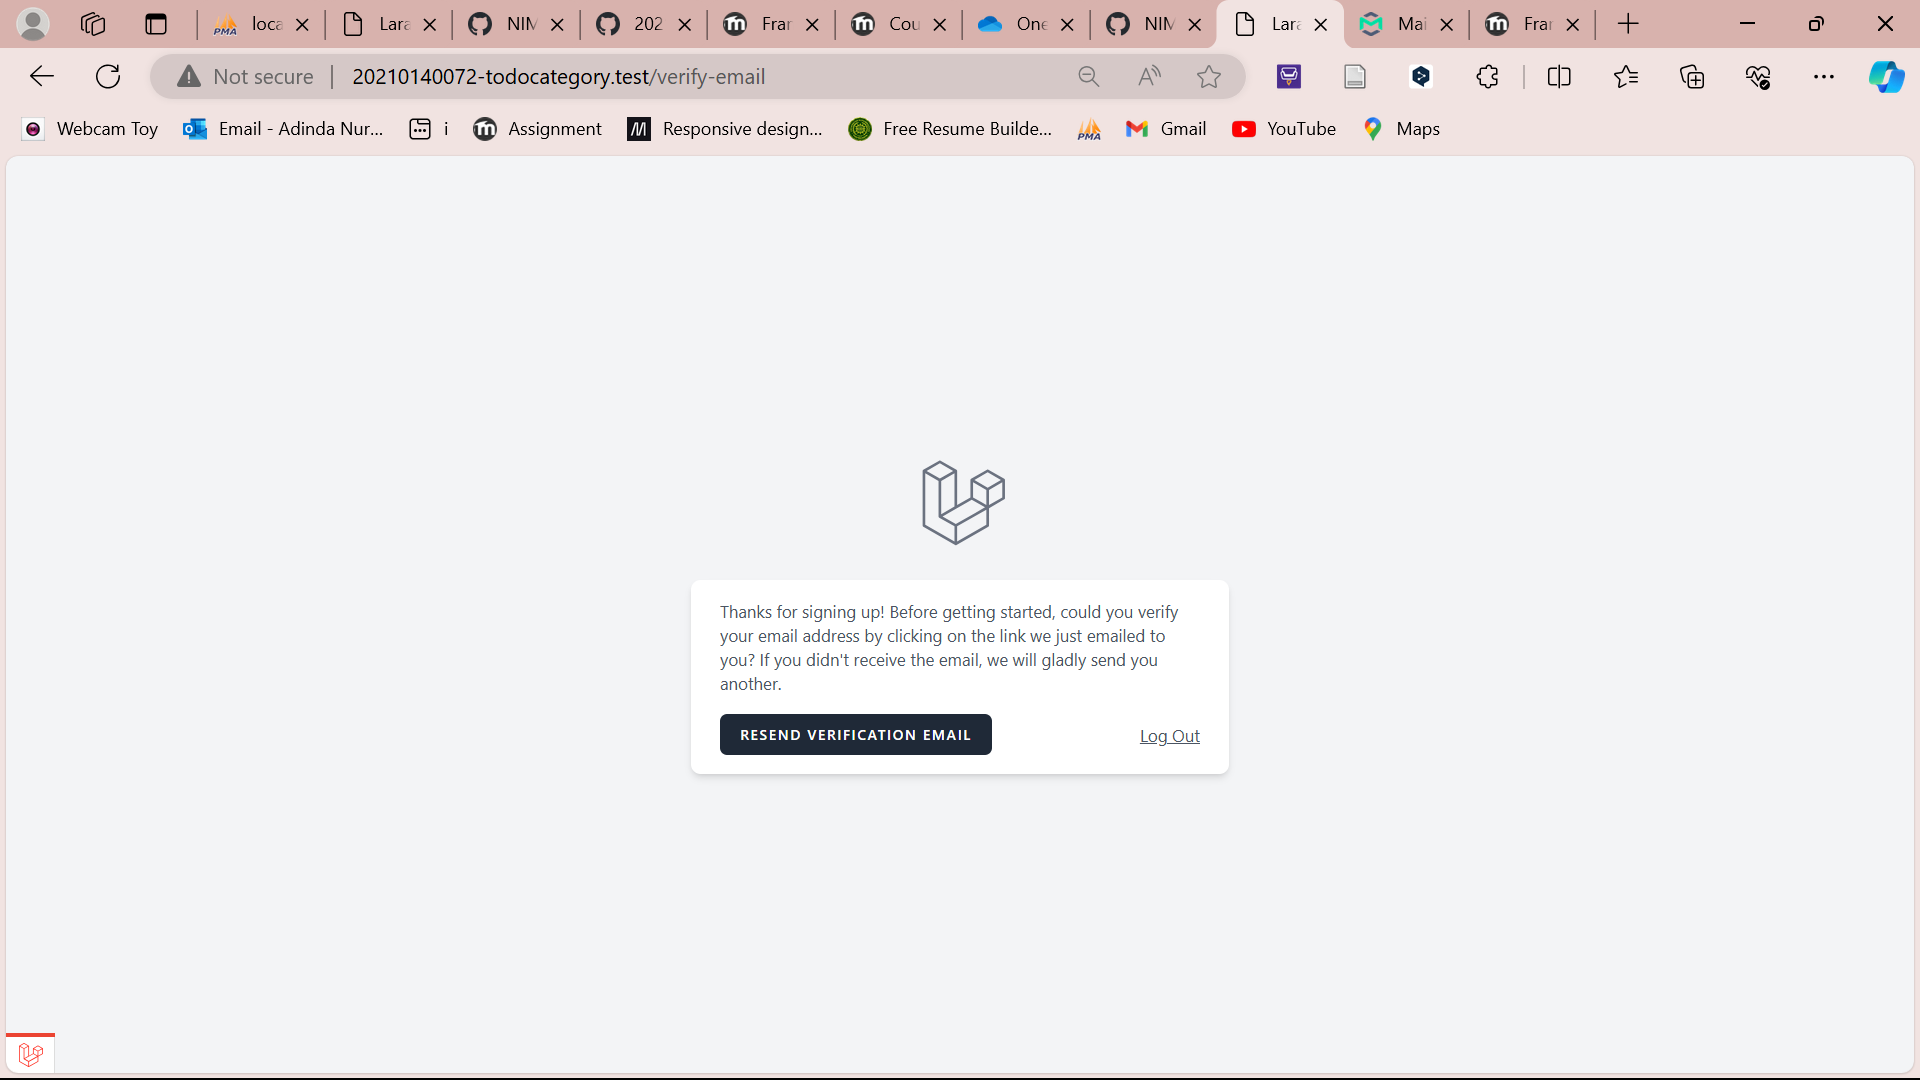 loca
Lara
NIM
202
Fran
Cou
One
NIM
Lara
Mai
Fran
Not secure
20210140072-todocategory.test/verify-email
Webcam Toy
Email - Adinda Nur...
i
Assignment
Responsive design...
Free Resume Builde...
PMA
Gmail
YouTube
Maps
Thanks for signing up! Before getting started, could you verify
your email address by clicking on the link we just emailed to
you? If you didn't receive the email, we will gladly send you
another.
RESEND VERIFICATION EMAIL
Log Out